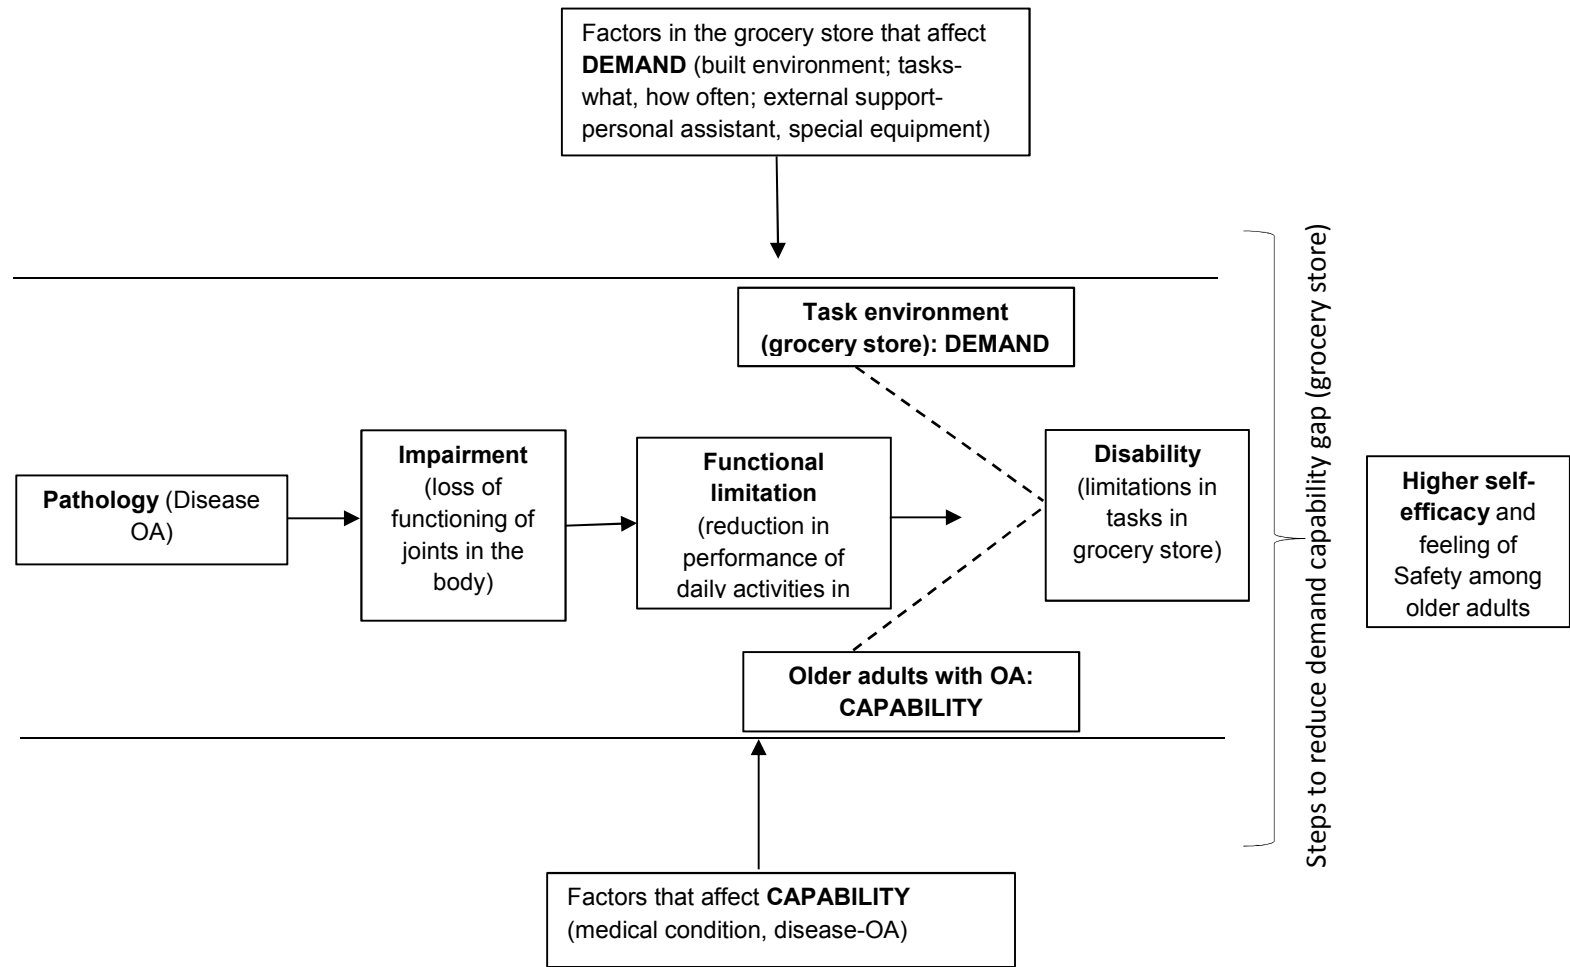 Factors in the grocery store that affect
DEMAND (built environment; tasks-
what, how often; external support-
personal assistant, special equipment)
Task environment
(grocery store): DEMAND
Pathology (Disease
OA)
Impairment
(loss of
functioning of
joints in the
body)
Functional
limitation
(reduction in
performance of
daily activities in
Disability
(limitations in
tasks in
grocery store)
Older adults with OA:
CAPABILITY
Factors that affect CAPABILITY
(medical condition, disease-OA)
Steps to reduce demand capability gap (grocery store)
Higher self-
efficacy and
feeling of
Safety among
older adults